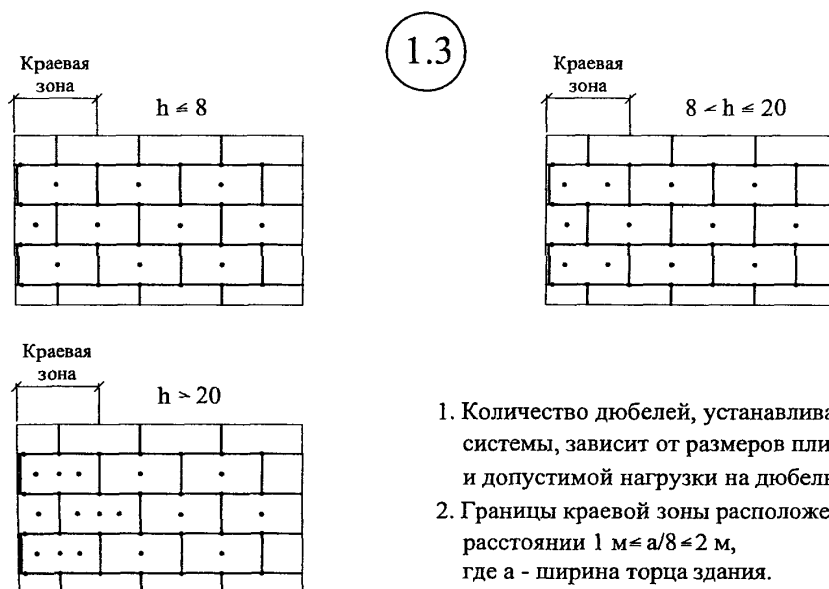 1.3
Краевая
зона
h ≤ 8
Краевая
зона
8 < h ≤ 20
Краевая
зона
h > 20
1. Количество дюбелей, устанавлива
системы, зависит от размеров пли
и допустимой нагрузки на дюбель
2. Границы краевой зоны расположе
расстоянии 1 м≤ а/8 ≤2 м,
где а - ширина торца здания.